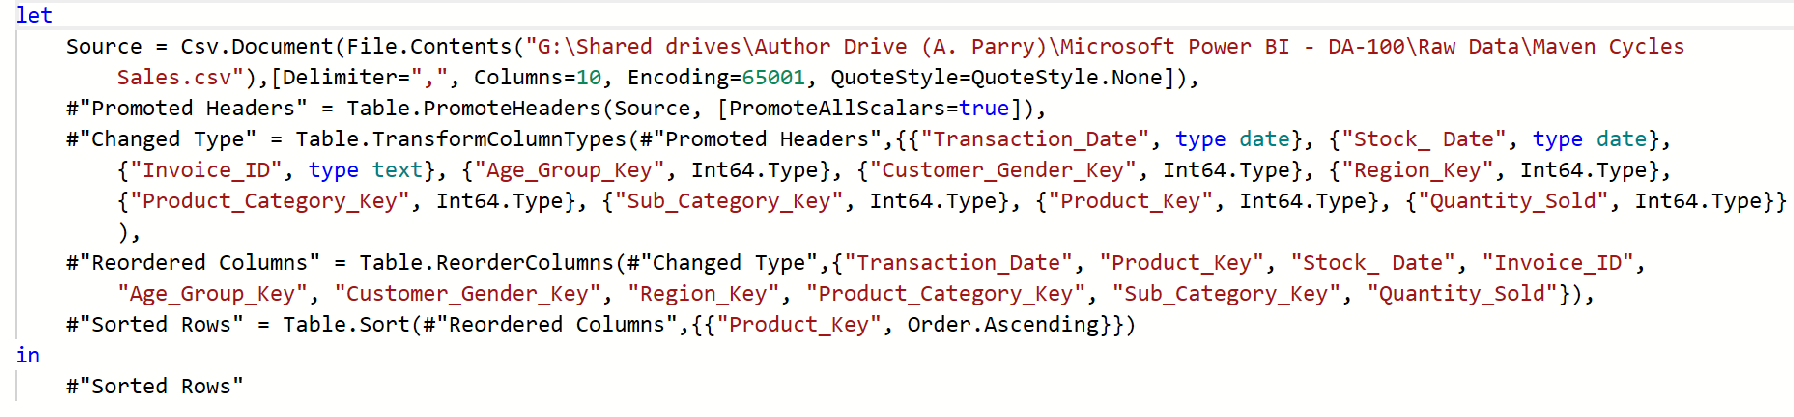 let
Source = Csv.Document(File.Contents("G:\Shared drives\Author Drive (A. Parry)\Microsoft Power BI - DA-100\Raw Data\Maven Cycles
Sales.csv"),[Delimiter=",", Columns=10, Encoding=65001, QuoteStyle=QuoteStyle.None]),
#"Promoted Headers" = Table.PromoteHeaders(Source, [PromoteAllScalars=true]),
#"Changed Type" = Table.TransformColumnTypes(#"Promoted Headers",{{"Transaction_Date", type date}, {"Stock_ Date", type date},
{"Invoice_ID", type text}, {"Age_Group_Key", Int64.Type}, {"Customer_Gender_Key", Int64.Type}, {"Region_Key", Int64.Type},
{"Product_Category_Key", Int64.Type}, {"Sub_Category_Key", Int64.Type}, {"Product_Key", Int64.Type}, {"Quantity_Sold", Int64.Type}}
),
#"Reordered Columns" = Table.ReorderColumns(#"Changed Type",{"Transaction_Date", "Product_Key", "Stock_ Date", "Invoice_ID",
"Age_Group_Key", "Customer_Gender_Key", "Region_Key", "Product_Category_Key", "Sub_Category_Key", "Quantity_Sold"}),
#"Sorted Rows" = Table.Sort(#"Reordered Columns",{{"Product_Key", Order.Ascending}})
in
#"Sorted Rows"